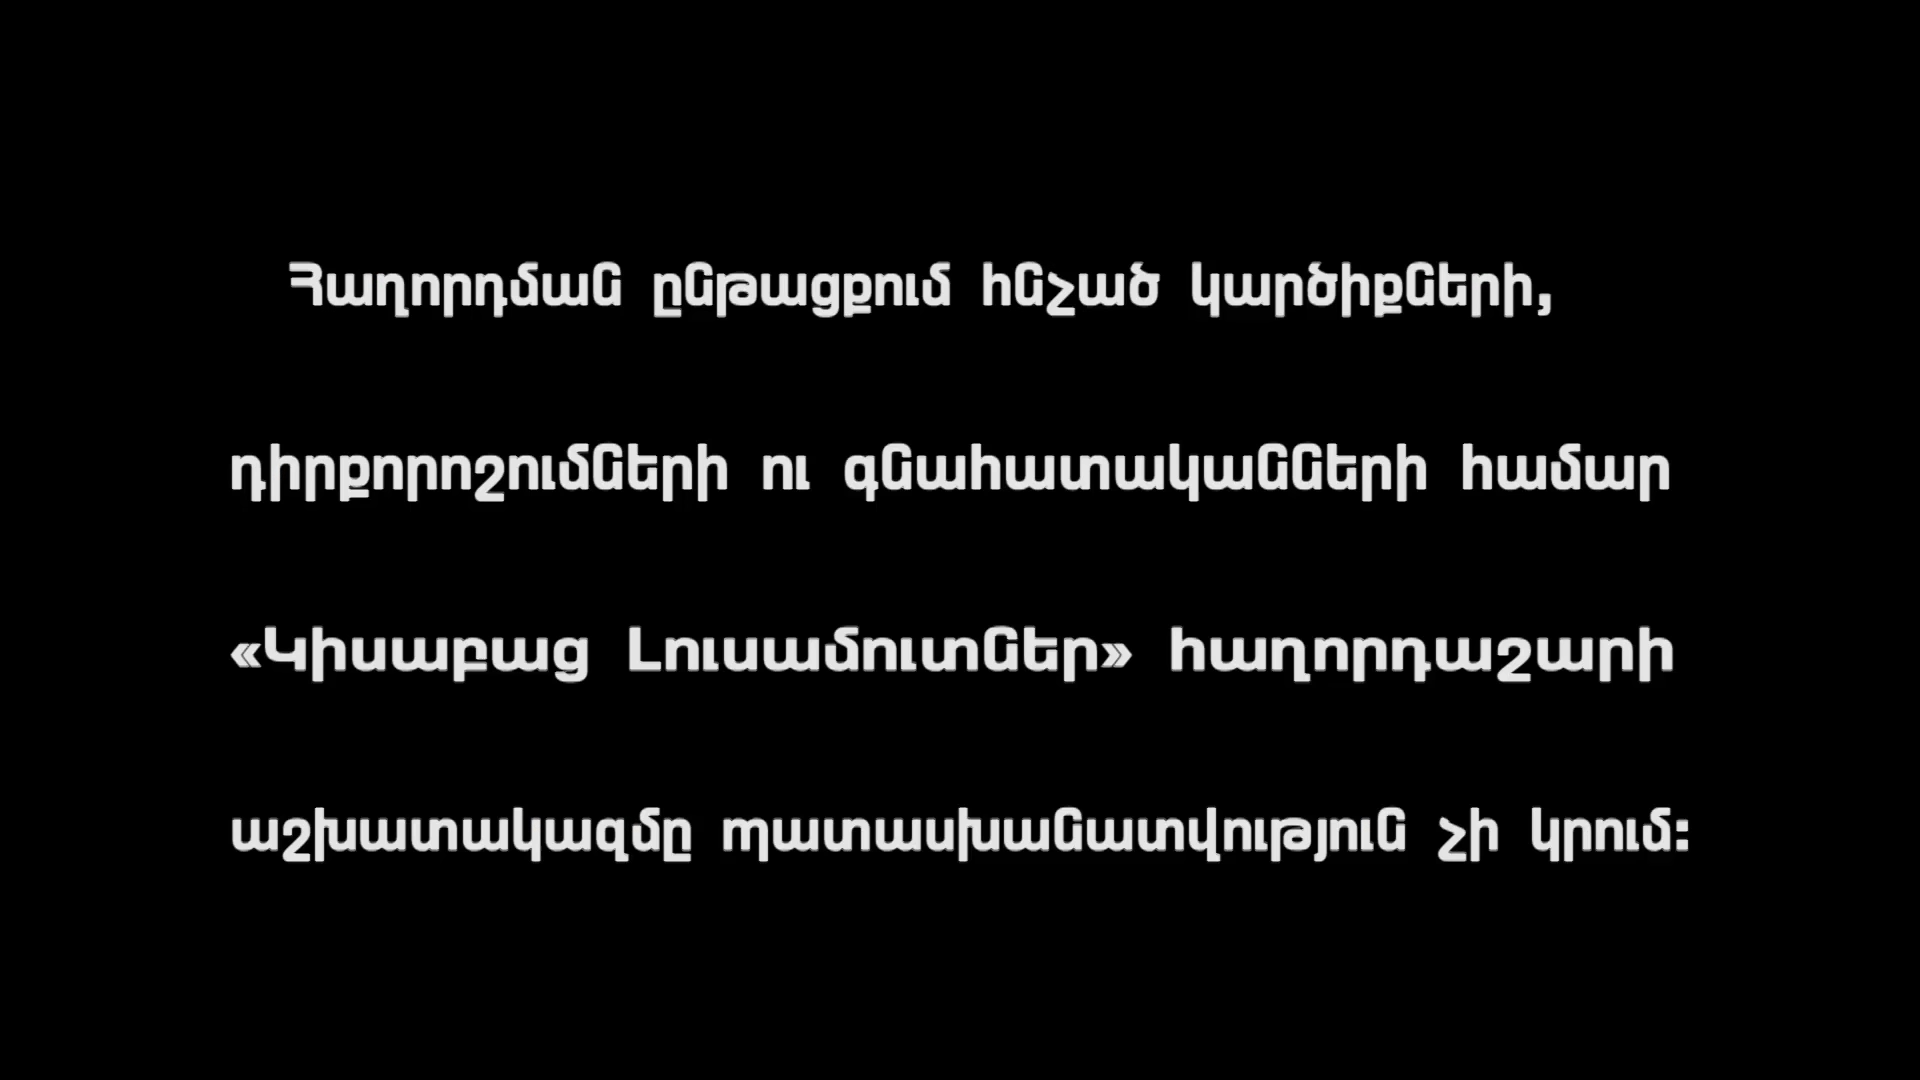 Հաղորդման ընթացքում հնչած կարծիքների,
դիրքորոշումների ու գնահատականների համար
«Կիսաբաց Լուսամուտներ» հաղորդաշարի
աշխատակազմը պատասխանատվություն չի կրում: